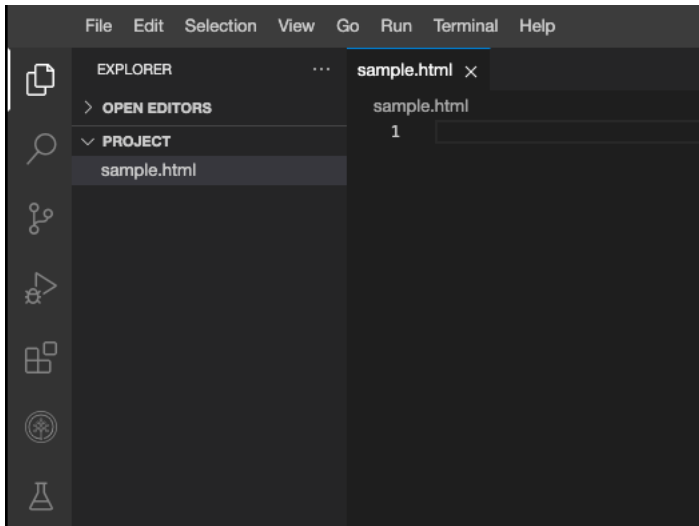 File Edit Selection View Go Run Terminal Help
EXPLORER ···
sample.html ×
OPEN EDITORS
sample.html
PROJECT
1
sample.html